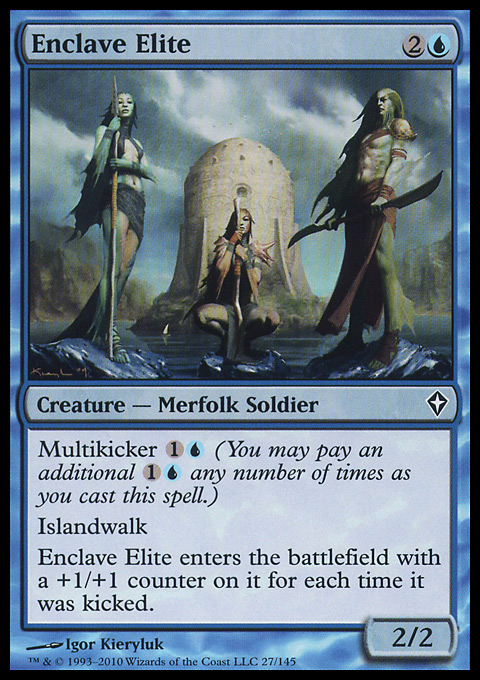 Enclave Elite 2
Creature — Merfolk Soldier
Multikicker 1 (You may pay an
additional 1 any number of times as
you cast this spell.)
Islandwalk
Enclave Elite enters the battlefield with
a +1/+1 counter on it for each time it
was kicked.
2/2
Igor Kieryluk
™ & © 1993–2010 Wizards of the Coast LLC 27/145